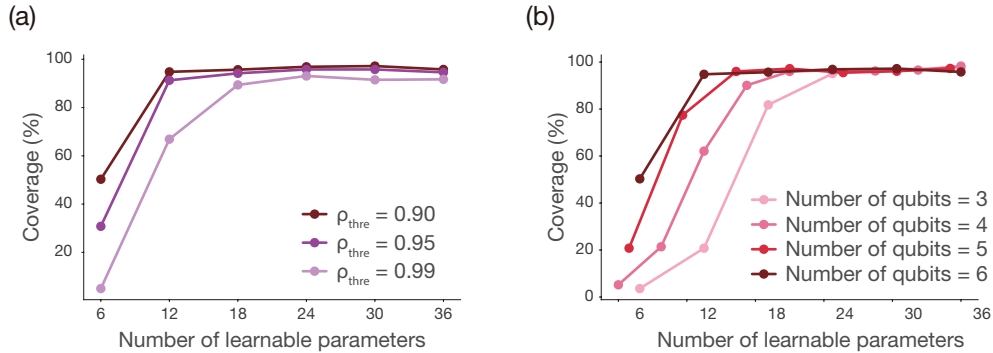 (a)
Coverage (%)
100
80
60
40
20
6 12 18 24 30 36
Number of learnable parameters
ρthre = 0.90
ρthre = 0.95
ρthre = 0.99
(b)
Coverage (%)
100
80
60
40
20
0
6 12 18 24 30 36
Number of learnable parameters
Number of qubits = 3
Number of qubits = 4
Number of qubits = 5
Number of qubits = 6